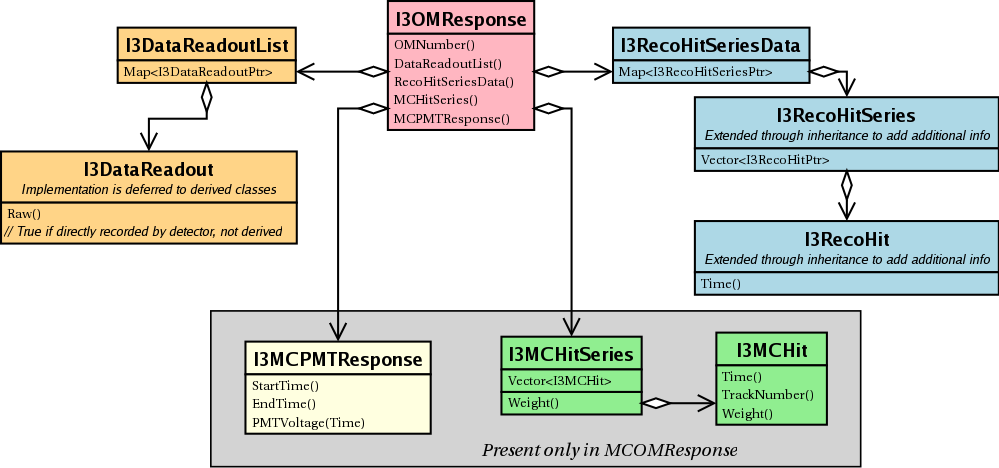 I3OMResponse
OMNumber()
DataReadoutList()
RecoHitSeriesData()
MCHitSeries()
MCPMTResponse()
I3DataReadoutList
Map<I3DataReadoutPtr>
I3RecoHitSeriesData
Map<I3RecoHitSeriesPtr>
I3RecoHitSeries
Extended through inheritance to add additional info
Vector<I3RecoHitPtr>
I3DataReadout
Implementation is deferred to derived classes
Raw()
// True if directly recorded by detector, not derived
I3RecoHit
Extended through inheritance to add additional info
Time()
I3MCPMTResponse
StartTime()
EndTime()
PMTVoltage(Time)
I3MCHitSeries
Vector<I3MCHit>
Weight()
I3MCHit
Time()
TrackNumber()
Weight()
Present only in MCOMResponse